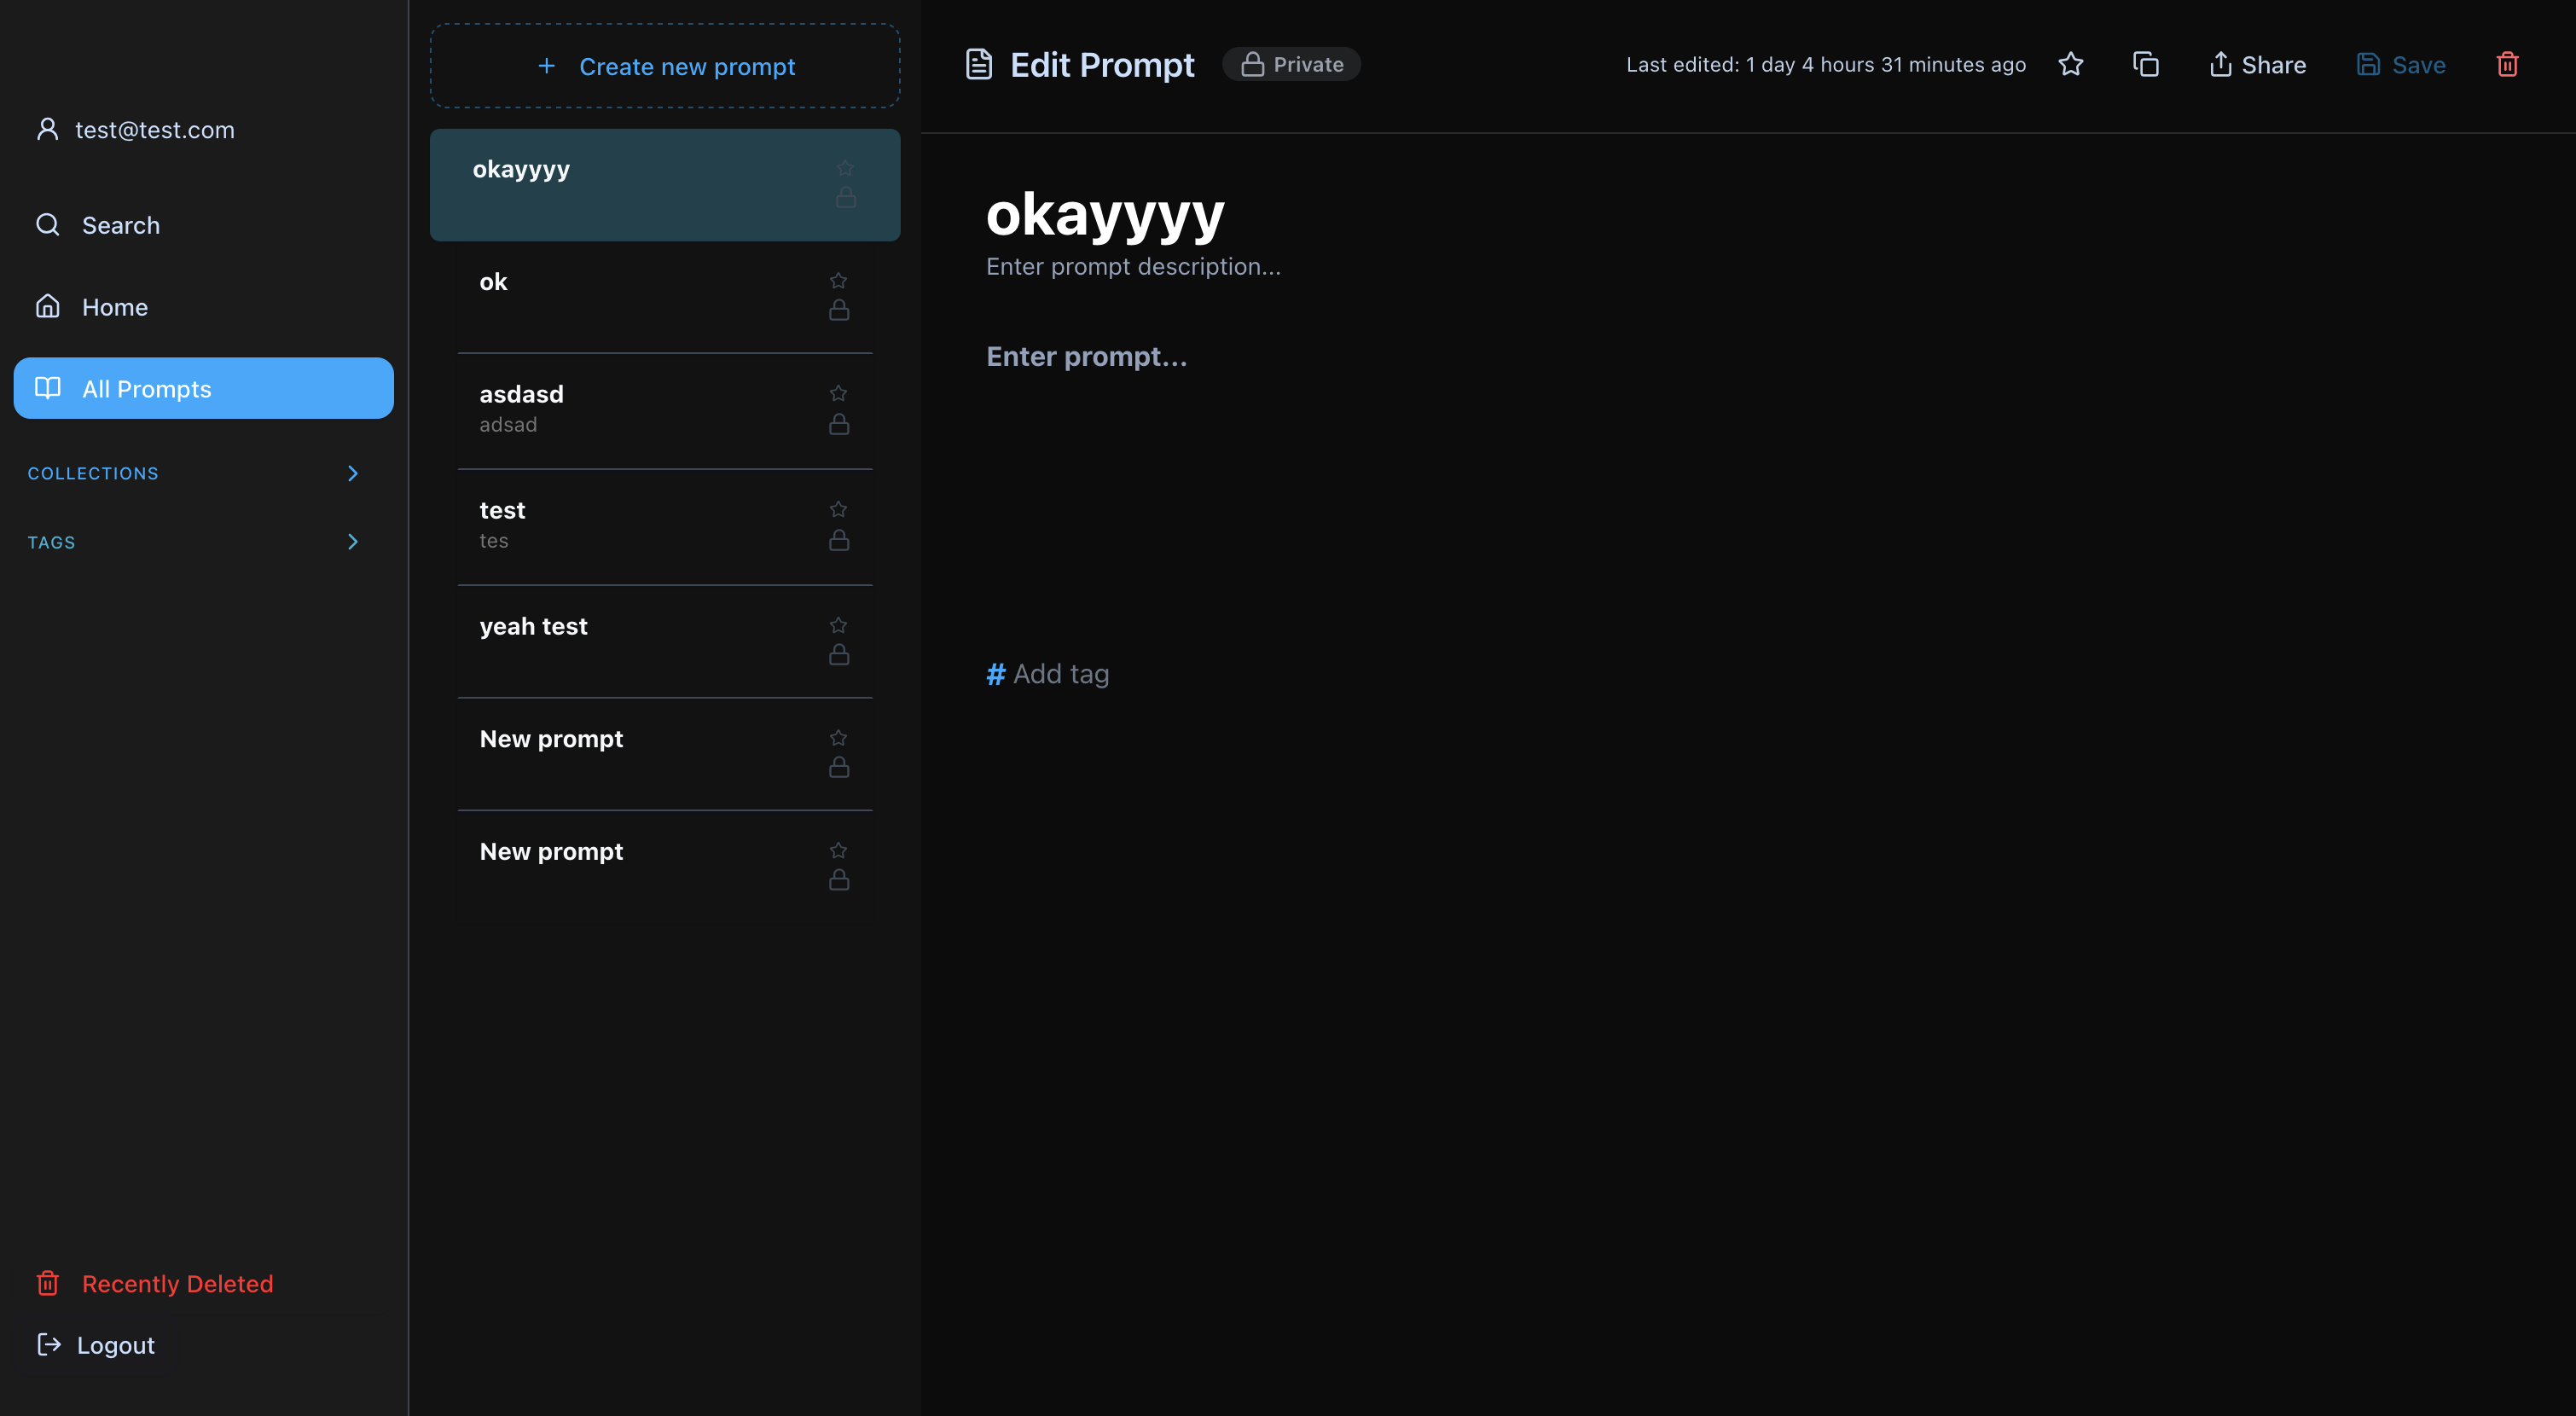 test@test.com
Search
Home
All Prompts
COLLECTIONS
TAGS
Recently Deleted
Logout
Create new prompt
okayyyy
ok
asdasd
adsad
test
tes
yeah test
New prompt
New prompt
Edit Prompt
Private
Last edited: 1 day 4 hours 31 minutes ago
Share
Save
okayyyy
Enter prompt description...
Enter prompt...
# Add tag